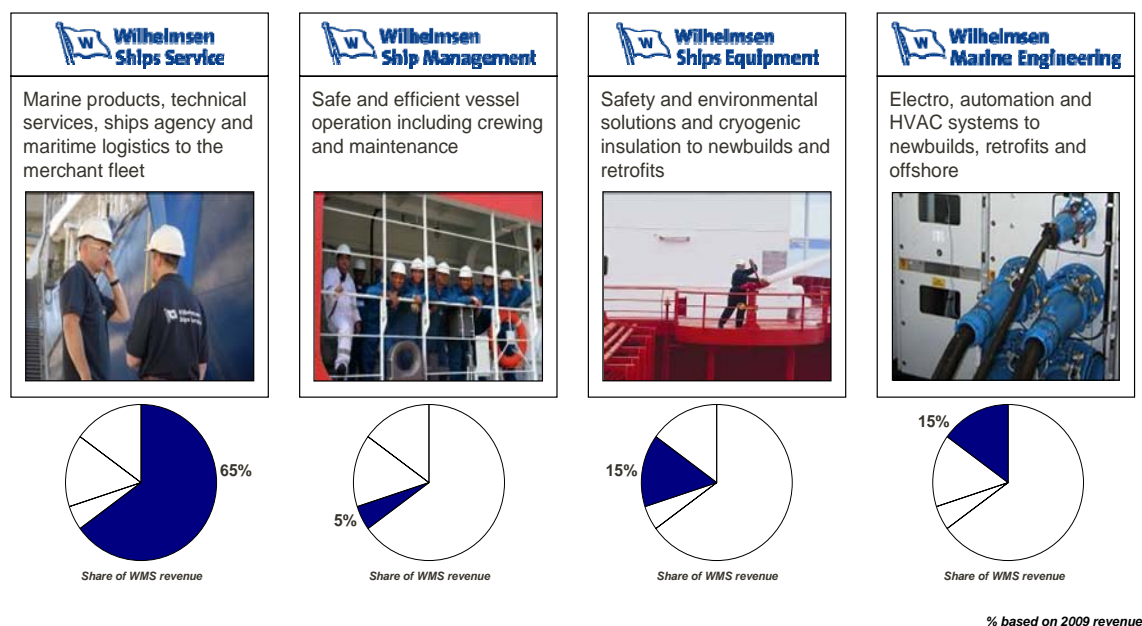 Wilhelmsen
Ships Service
Marine products, technical
services, ships agency and
maritime logistics to the
merchant fleet
65%
Share of WMS revenue
Wilhelmsen
Ship Management
Safe and efficient vessel
operation including crewing
and maintenance
5%
Share of WMS revenue
Wilhelmsen
Ships Equipment
Safety and environmental
solutions and cryogenic
insulation to newbuilds and
retrofits
15%
Share of WMS revenue
Wilhelmsen
Marine Engineering
Electro, automation and
HVAC systems to
newbuilds, retrofits and
offshore
15%
Share of WMS revenue
% based on 2009 revenue